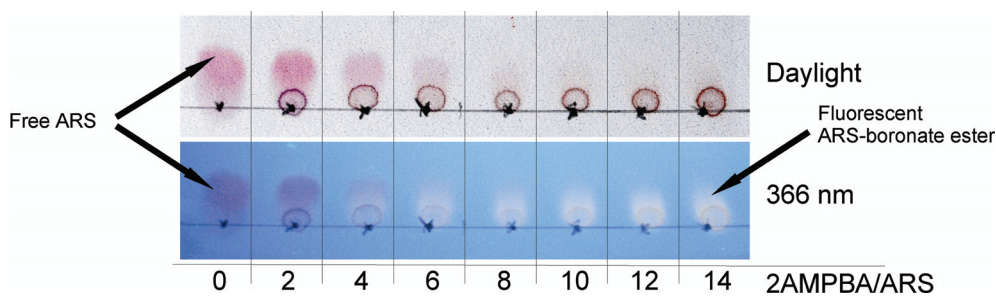 Daylight
Free ARS
Fluorescent
ARS-boronate ester
366 nm
0 2 4 6 8 10 12 14 2AMPBA/ARS